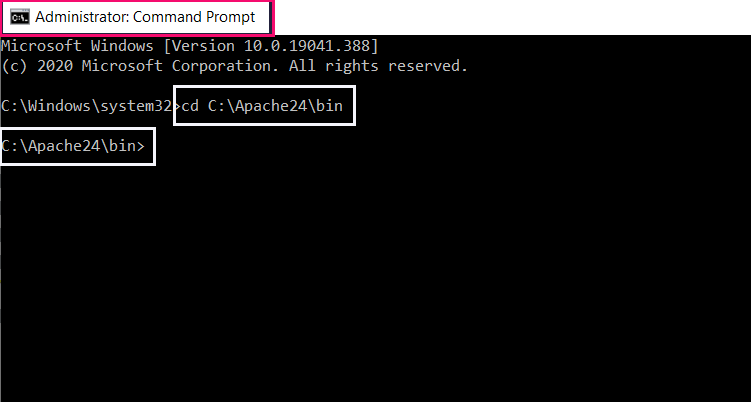 Administrator: Command Prompt
Microsoft Windows [Version 10.0.19041.388]
(c) 2020 Microsoft Corporation. All rights reserved.
C:\Windows\system32>cd C:\Apache24\bin
C:\Apache24\bin>